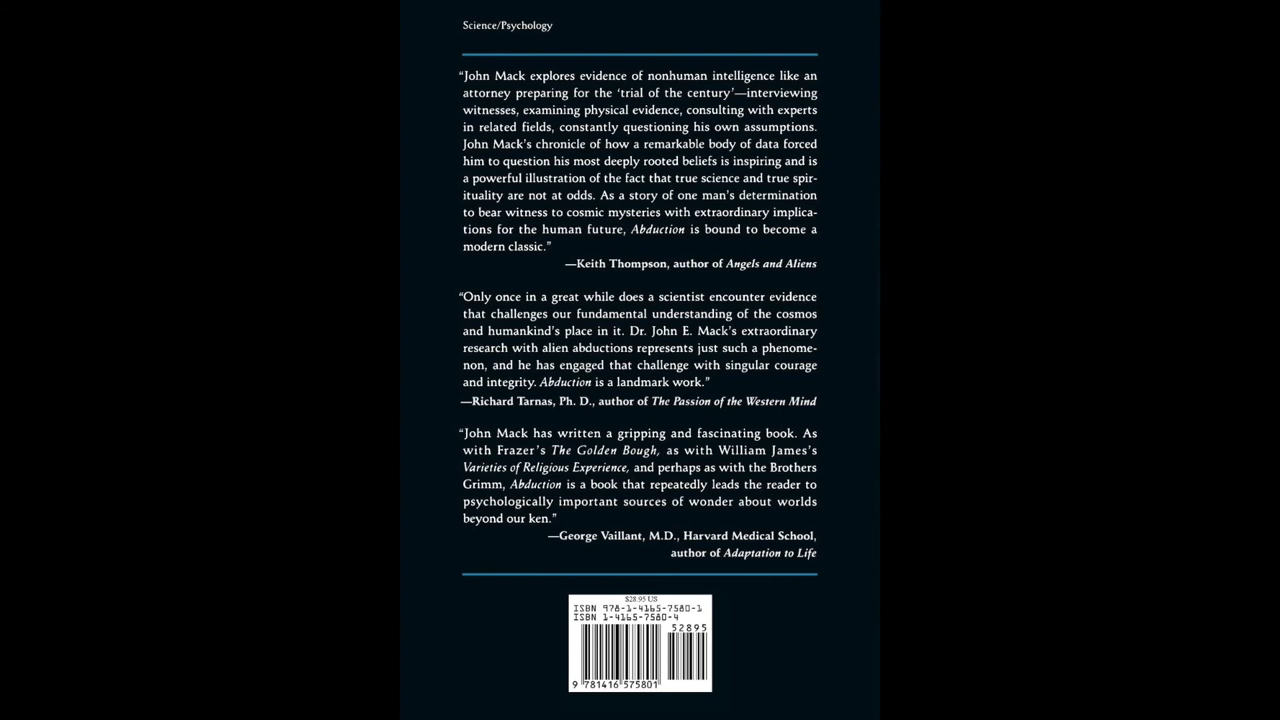 Science/Psychology
“John Mack explores evidence of nonhuman intelligence like an
attorney preparing for the ‘trial of the century’—interviewing
witnesses, examining physical evidence, consulting with experts
in related fields, constantly questioning his own assumptions.
John Mack’s chronicle of how a remarkable body of data forced
him to question his most deeply rooted beliefs is inspiring and is
a powerful illustration of the fact that true science and true spir-
ituality are not at odds. As a story of one man’s determination
to bear witness to cosmic mysteries with extraordinary implica-
tions for the human future, Abduction is bound to become a
modern classic.”
—Keith Thompson, author of Angels and Aliens
“Only once in a great while does a scientist encounter evidence
that challenges our fundamental understanding of the cosmos
and humankind’s place in it. Dr. John E. Mack’s extraordinary
research with alien abductions represents just such a phenome-
non, and he has engaged that challenge with singular courage
and integrity. Abduction is a landmark work.”
—Richard Tarnas, Ph. D., author of The Passion of the Western Mind
“John Mack has written a gripping and fascinating book. As
with Frazer’s The Golden Bough, as with William James’s
Varieties of Religious Experience, and perhaps as with the Brothers
Grimm, Abduction is a book that repeatedly leads the reader to
psychologically important sources of wonder about worlds
beyond our ken.”
—George Vaillant, M.D., Harvard Medical School,
author of Adaptation to Life
$28.95 US
ISBN 978-1-4165-7580-1
ISBN 1-4165-7580-4
52895
9 781416 575801